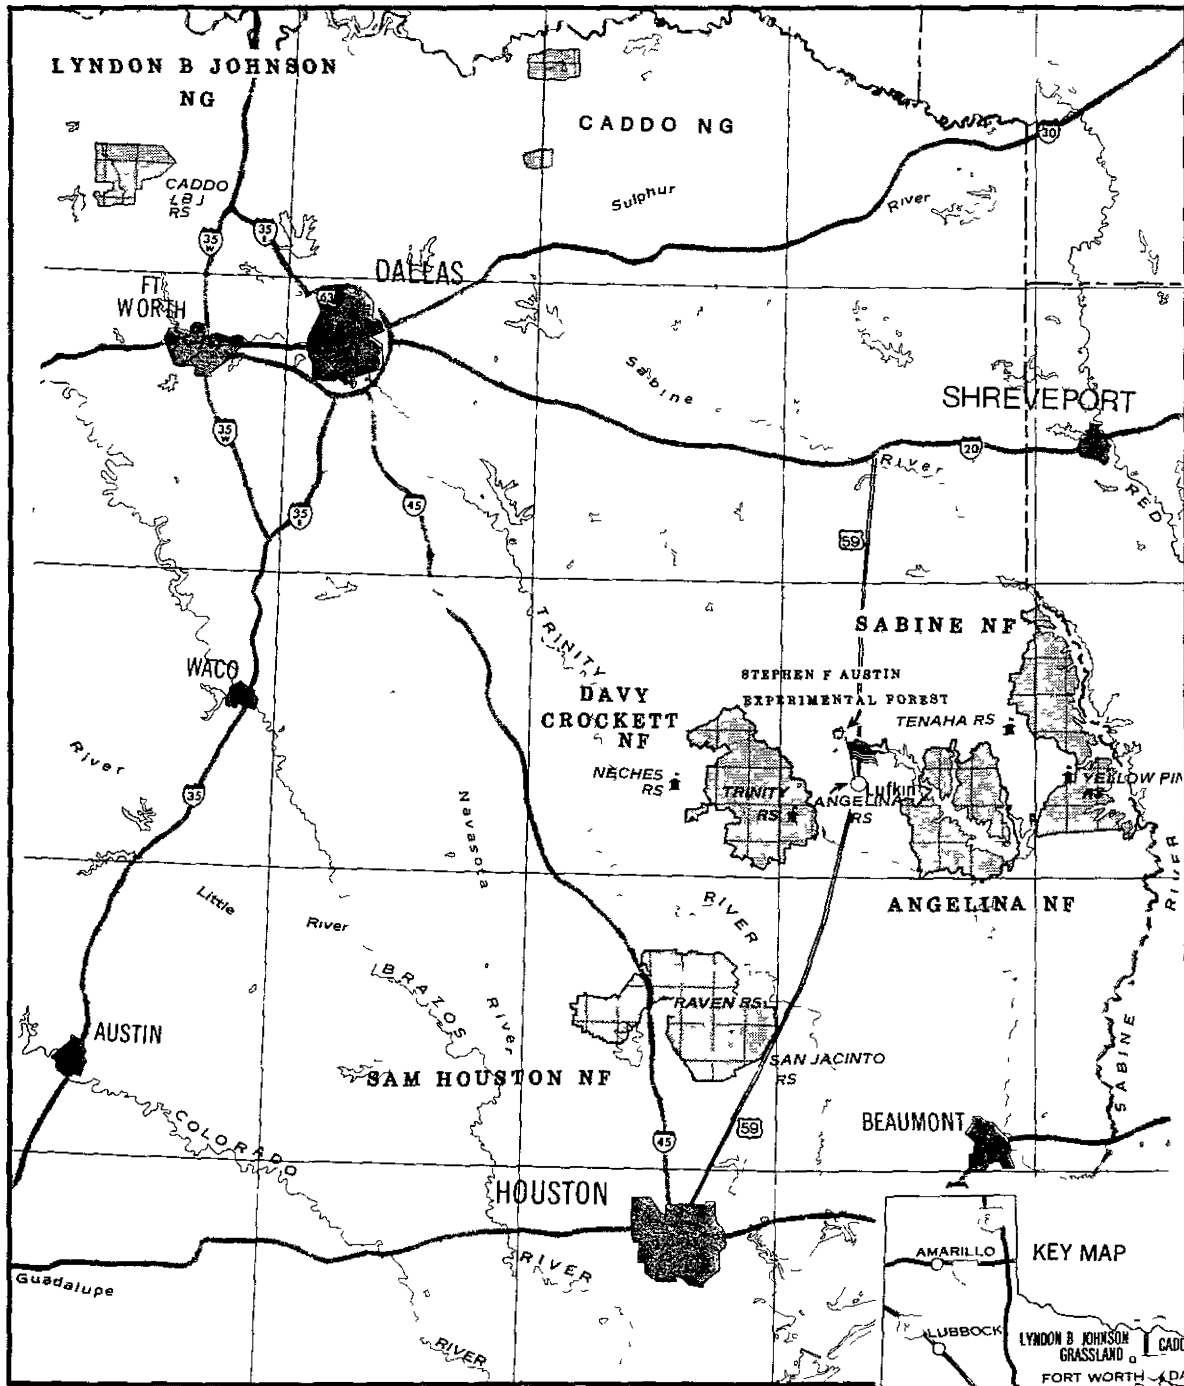 LYNDON B JOHNSON
NG
CADDO NG
30
CADDO
LBJ
RS
Sulphur
River
35
W
35
E
DALLAS
FT
WORTH
Sabine
SHREVEPORT
35
W
20
River
RED
35
E
45
59
TRINITY
SABINE NF
WACO
STEPHEN F AUSTIN
EXPERIMENTAL FOREST
DAVY
CROCKETT
NF
TENAHA RS
River
NECHES
RS
TRINITY
RS
Lufkin
ANGELINA
RS
YELLOW PIN
RS
35
Navasota
River
Little
River
RIVER
ANGELINA NF
RIVER
SABINE
BRAZOS
RAVEN RS
AUSTIN
SAN JACINTO
RS
SAM HOUSTON NF
COLORADO
BEAUMONT
59
45
HOUSTON
RIVER
Guadalupe
RIVER
AMARILLO
KEY MAP
LUBBOCK
LYNDON B JOHNSON
GRASSLAND
CADD
FORT WORTH
DA